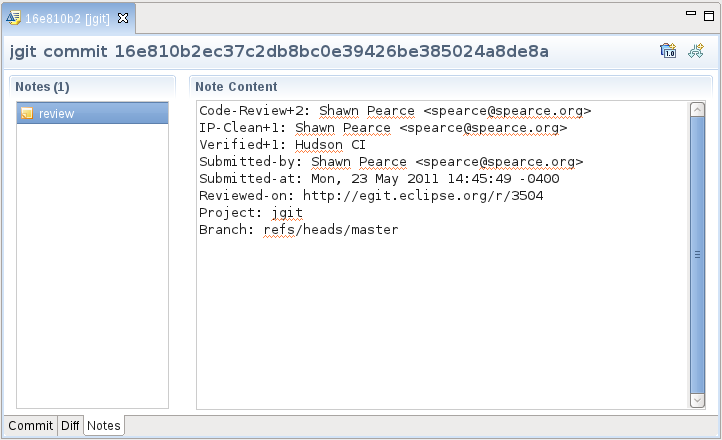 16e810b2 [jgit]
jgit commit 16e810b2ec37c2db8bc0e39426be385024a8de8a
1.0
Notes (1)
review
Note Content
Code-Review+2: Shawn Pearce <spearce@spearce.org>
IP-Clean+1: Shawn Pearce <spearce@spearce.org>
Verified+1: Hudson CI
Submitted-by: Shawn Pearce <spearce@spearce.org>
Submitted-at: Mon, 23 May 2011 14:45:49 -0400
Reviewed-on: http://egit.eclipse.org/r/3504
Project: jgit
Branch: refs/heads/master
Commit Diff Notes